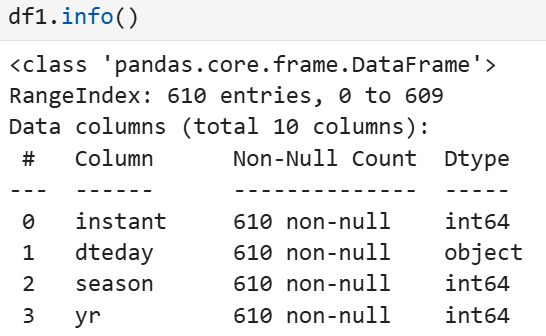 df1.info()
<class 'pandas.core.frame.DataFrame'>
RangeIndex: 610 entries, 0 to 609
Data columns (total 10 columns):
 #   Column     Non-Null Count  Dtype
---  ------     --------------  -----
 0   instant    610 non-null    int64
 1   dteday     610 non-null    object
 2   season     610 non-null    int64
 3   yr         610 non-null    int64